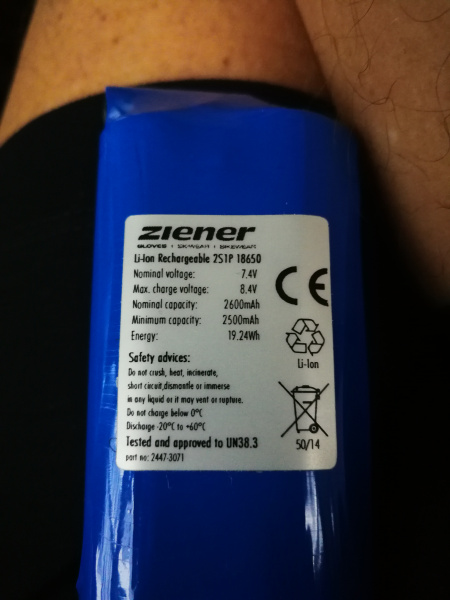 Ziener
GLOVES | SKIWEAR | BIKEWEAR
Li-Ion Rechargeable 2S1P 18650
Nominal voltage: 7.4V
Max. charge voltage: 8.4V
Nominal capacity: 2600mAh
Minimum capacity: 2500mAh
Energy: 19.24Wh
CE
Li-Ion
Safety advices:
Do not crush, heat, incinerate,
short circuit,dismantle or immerse
in any liquid or it may vent or rupture.
Do not charge below 0°C
Discharge -20°C to +60°C
Tested and approved to UN38.3
50/14
part no: 2447-3071